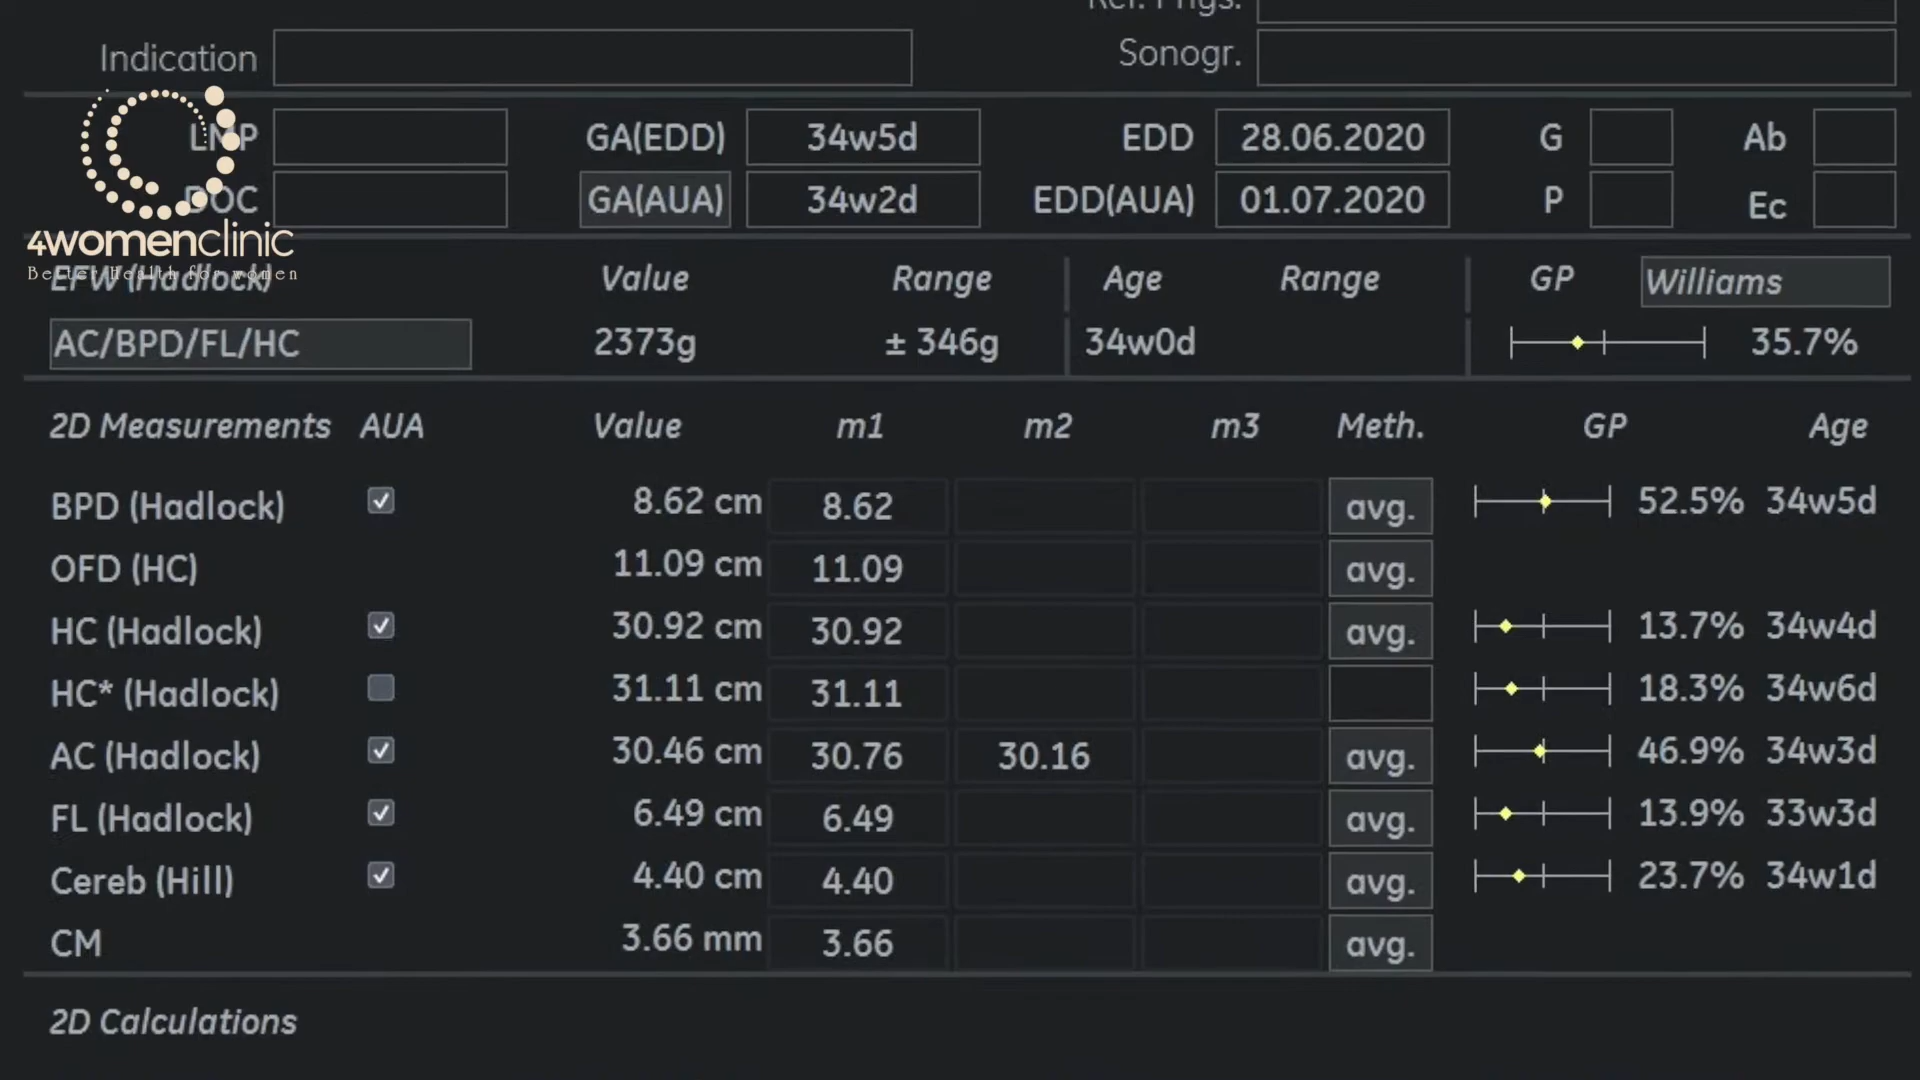 Ref. Phys.
Indication
Sonogr.
LMP GA(EDD) 34w5d EDD 28.06.2020 G Ab
DOC GA(AUA) 34w2d EDD(AUA) 01.07.2020 P Ec
4womenclinic
Better Health for women
EFW (Hadlock) Value Range Age Range GP Williams
AC/BPD/FL/HC 2373g ± 346g 34w0d 35.7%
2D Measurements AUA Value m1 m2 m3 Meth. GP Age
BPD (Hadlock) 8.62 cm 8.62 avg. 52.5% 34w5d
OFD (HC) 11.09 cm 11.09 avg.
HC (Hadlock) 30.92 cm 30.92 avg. 13.7% 34w4d
HC* (Hadlock) 31.11 cm 31.11 18.3% 34w6d
AC (Hadlock) 30.46 cm 30.76 30.16 avg. 46.9% 34w3d
FL (Hadlock) 6.49 cm 6.49 avg. 13.9% 33w3d
Cereb (Hill) 4.40 cm 4.40 avg. 23.7% 34w1d
CM 3.66 mm 3.66 avg.
2D Calculations